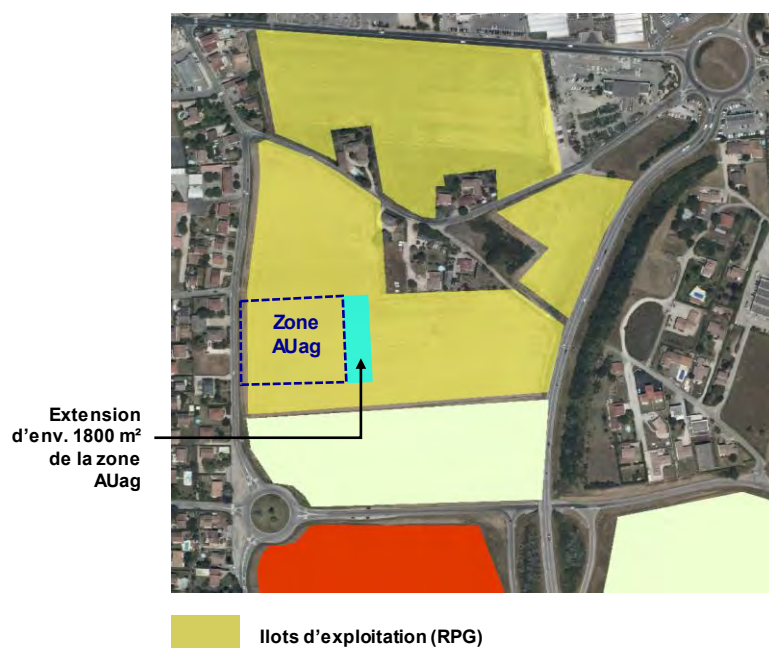 Zone
AUag
Extension
d'env. 1800 m²
de la zone
AUag
Ilots d'exploitation (RPG)